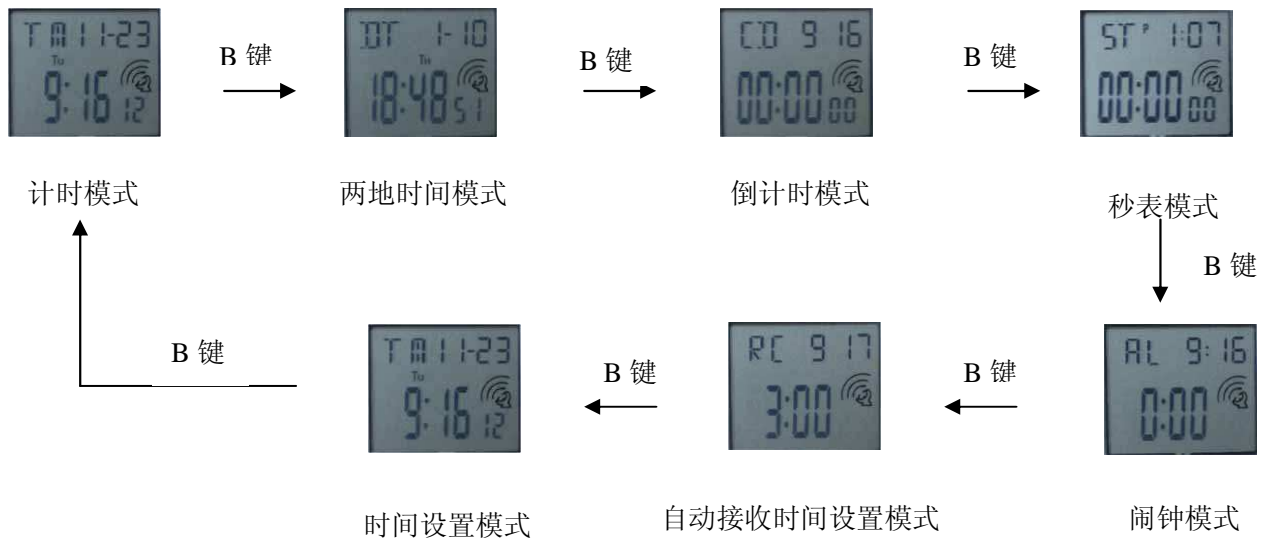 TM 11-23
Tu
9:16 12
B 键
DT 1-10
Tu
18:48 51
B 键
CD 9 16
00:00 00
B 键
ST P 1:07
00:00 00
计时模式
两地时间模式
倒计时模式
秒表模式
B 键
B 键
TM 11-23
Tu
9:16 12
B 键
RC 9 17
3:00
B 键
AL 9:16
0:00
时间设置模式
自动接收时间设置模式
闹钟模式